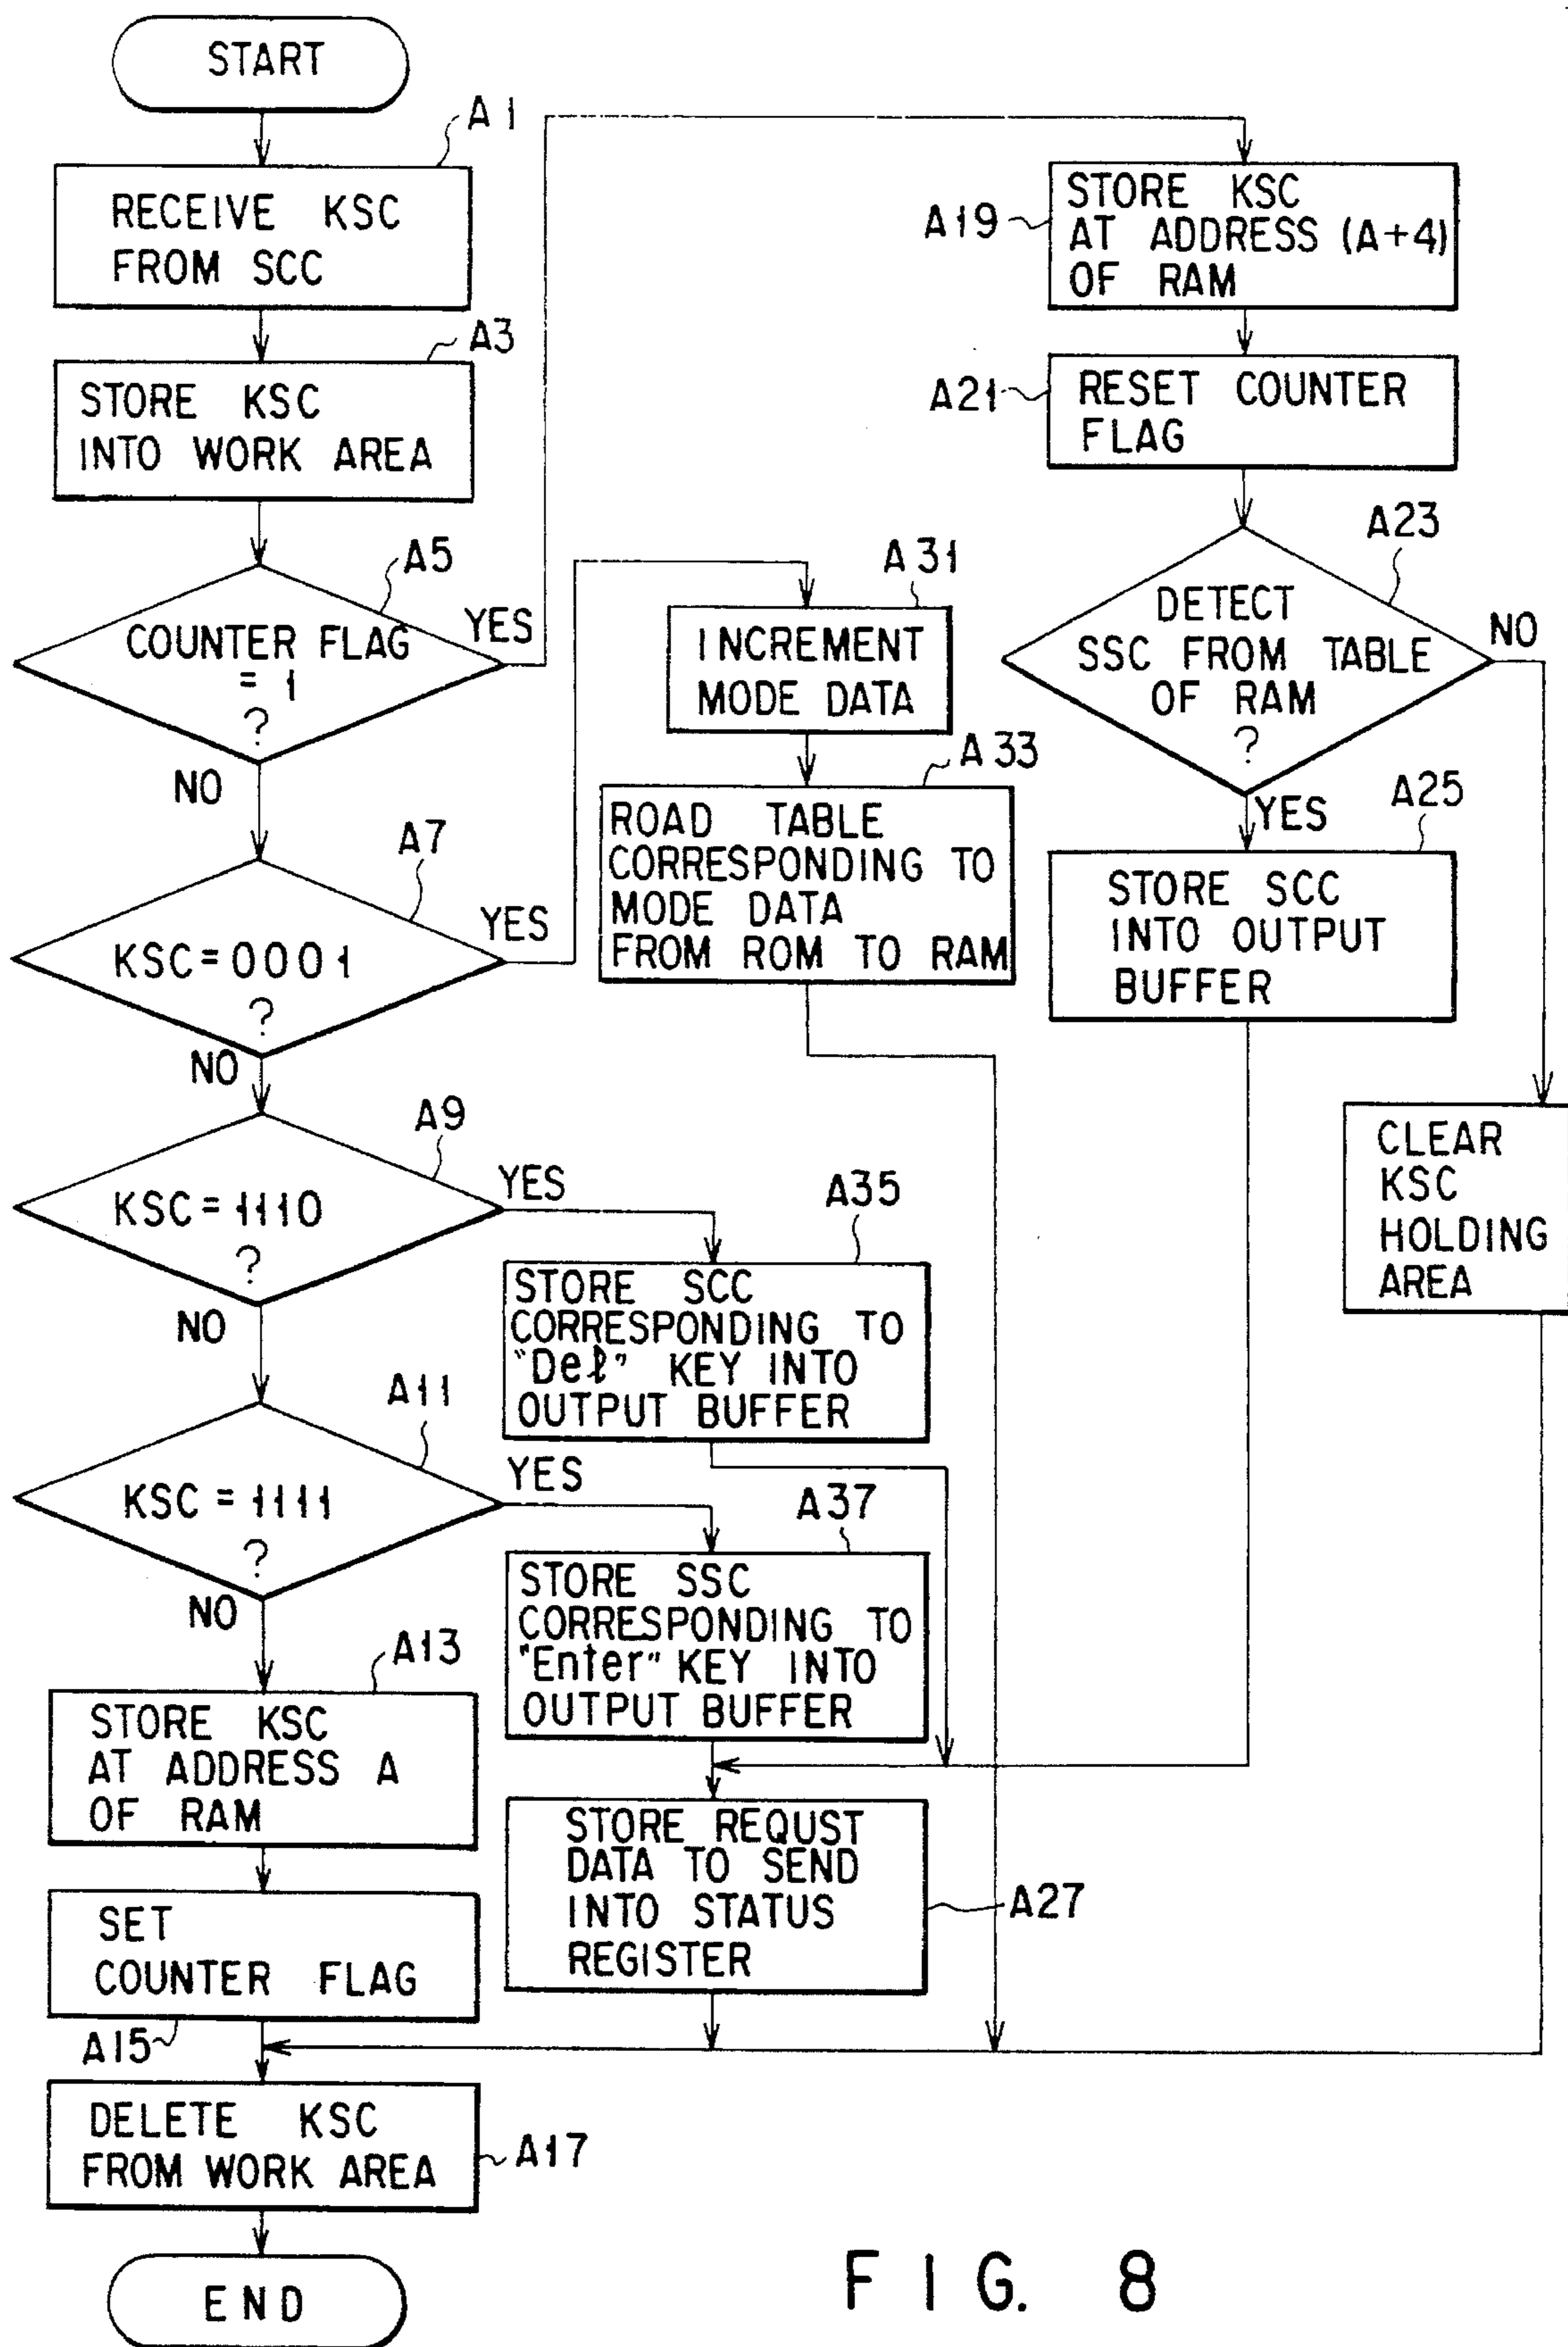 START
A1
RECEIVE KSC
FROM SCC
A3
STORE KSC
INTO WORK AREA
A5
COUNTER FLAG
= 1
?
YES
NO
A7
KSC=0001
?
YES
NO
A9
KSC=1110
?
YES
NO
A11
KSC=1111
?
YES
NO
A13
STORE KSC
AT ADDRESS A
OF RAM
SET
COUNTER FLAG
A15
DELETE KSC
FROM WORK AREA
A17
END
A31
INCREMENT
MODE DATA
A33
ROAD TABLE
CORRESPONDING TO
MODE DATA
FROM ROM TO RAM
A35
STORE SCC
CORRESPONDING TO
"Del" KEY INTO
OUTPUT BUFFER
A37
STORE SSC
CORRESPONDING TO
"Enter" KEY INTO
OUTPUT BUFFER
STORE REQUST
DATA TO SEND
INTO STATUS
REGISTER
A27
A19
STORE KSC
AT ADDRESS (A+4)
OF RAM
A21
RESET COUNTER
FLAG
A23
DETECT
SSC FROM TABLE
OF RAM
?
NO
YES
A25
STORE SCC
INTO OUTPUT
BUFFER
CLEAR
KSC
HOLDING
AREA
FIG. 8